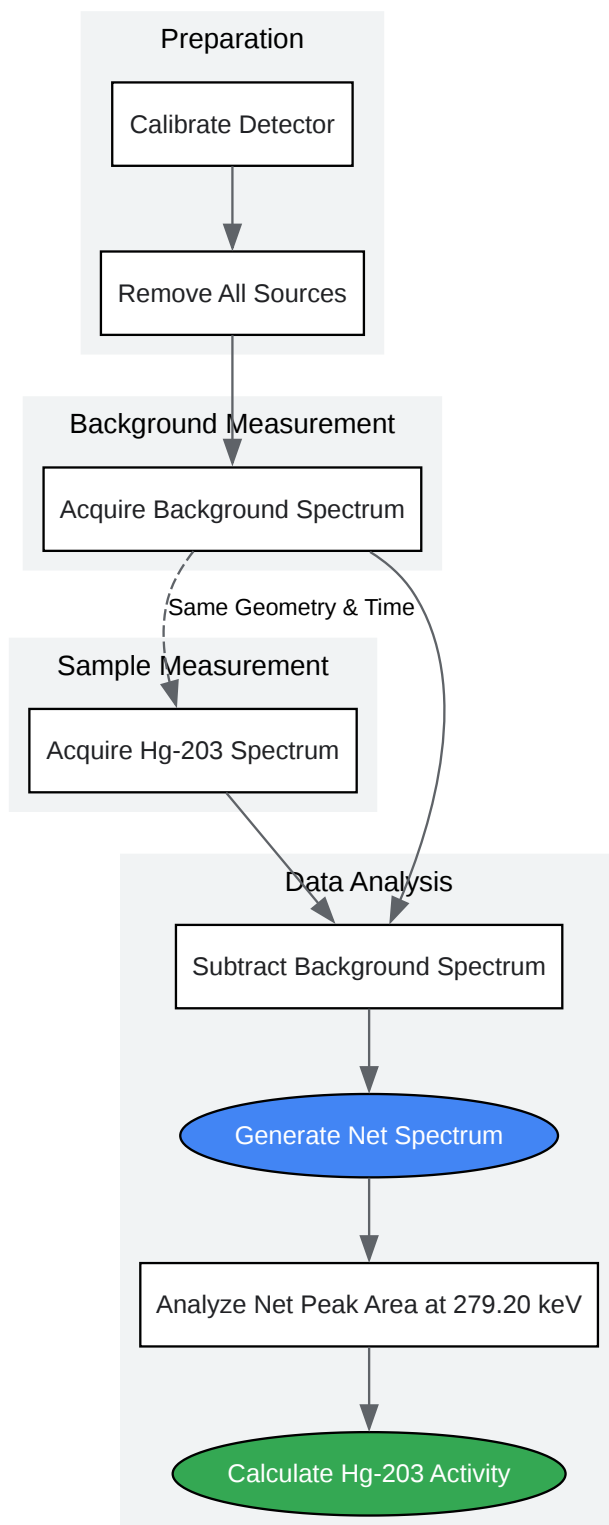 Preparation
Calibrate Detector
Remove All Sources
Background Measurement
Acquire Background Spectrum
Same Geometry & Time
Sample Measurement
Acquire Hg-203 Spectrum
Data Analysis
Subtract Background Spectrum
Generate Net Spectrum
Analyze Net Peak Area at 279.20 keV
Calculate Hg-203 Activity